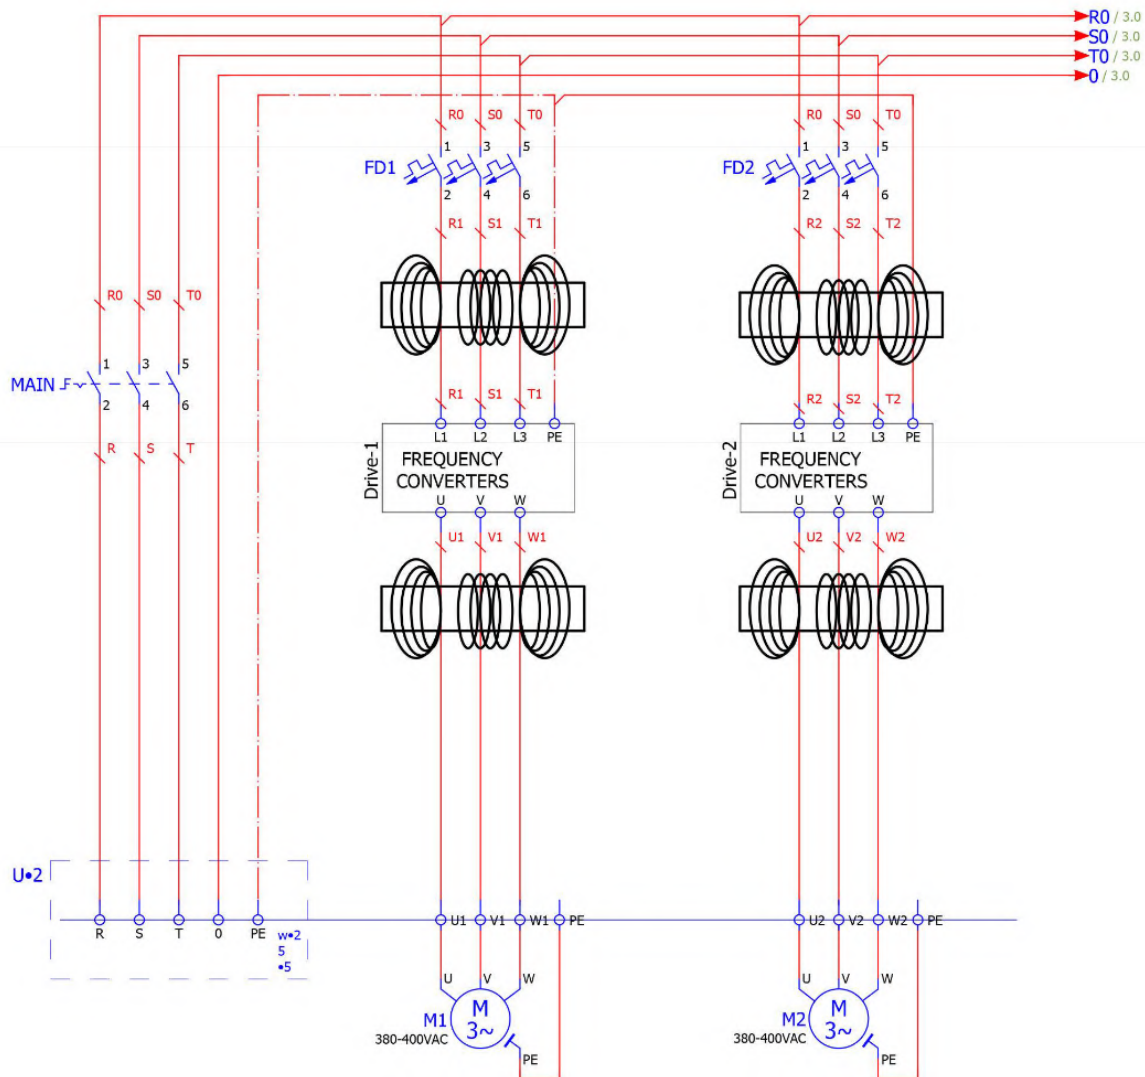 R0 / 3.0
S0 / 3.0
T0 / 3.0
0 / 3.0
R0 S0 T0 R0 S0 T0
1 3 5 1 3 5
FD1 FD2
2 4 6 2 4 6
R1 S1 T1 R2 S2 T2
R0 S0 T0
1 3 5
MAIN
2 4 6
R1 S1 T1 R2 S2 T2
L1 L2 L3 PE L1 L2 L3 PE
R S T
Drive-1 FREQUENCY Drive-2 FREQUENCY
CONVERTERS CONVERTERS
U V W U V W
U1 V1 W1 U2 V2 W2
U•2
U1 V1 W1 PE U2 V2 W2 PE
R S T 0 PE w•2
5
•5
U V W U V W
M1 M M2 M
3~ 3~
380-400VAC 380-400VAC
PE PE